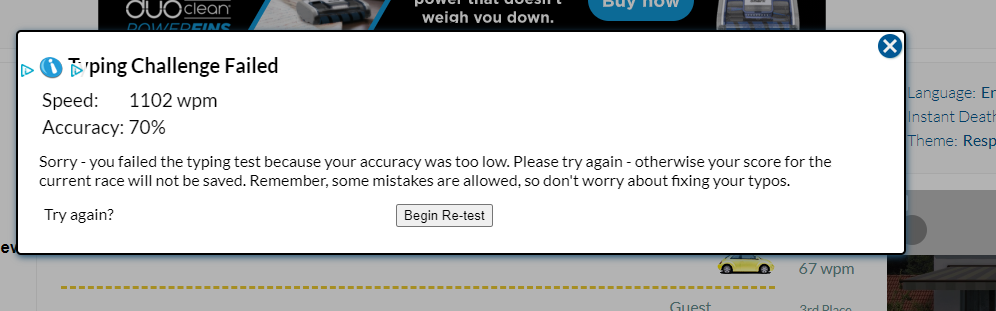 DUO clean
POWERFINS
power that doesn't
weigh you down.
Buy now
Typing Challenge Failed
Speed: 1102 wpm
Accuracy: 70%
Sorry - you failed the typing test because your accuracy was too low. Please try again - otherwise your score for the
current race will not be saved. Remember, some mistakes are allowed, so don't worry about fixing your typos.
Try again?
Begin Re-test
Language: En
Instant Death
Theme: Resp
ew
67 wpm
Guest
3rd Place